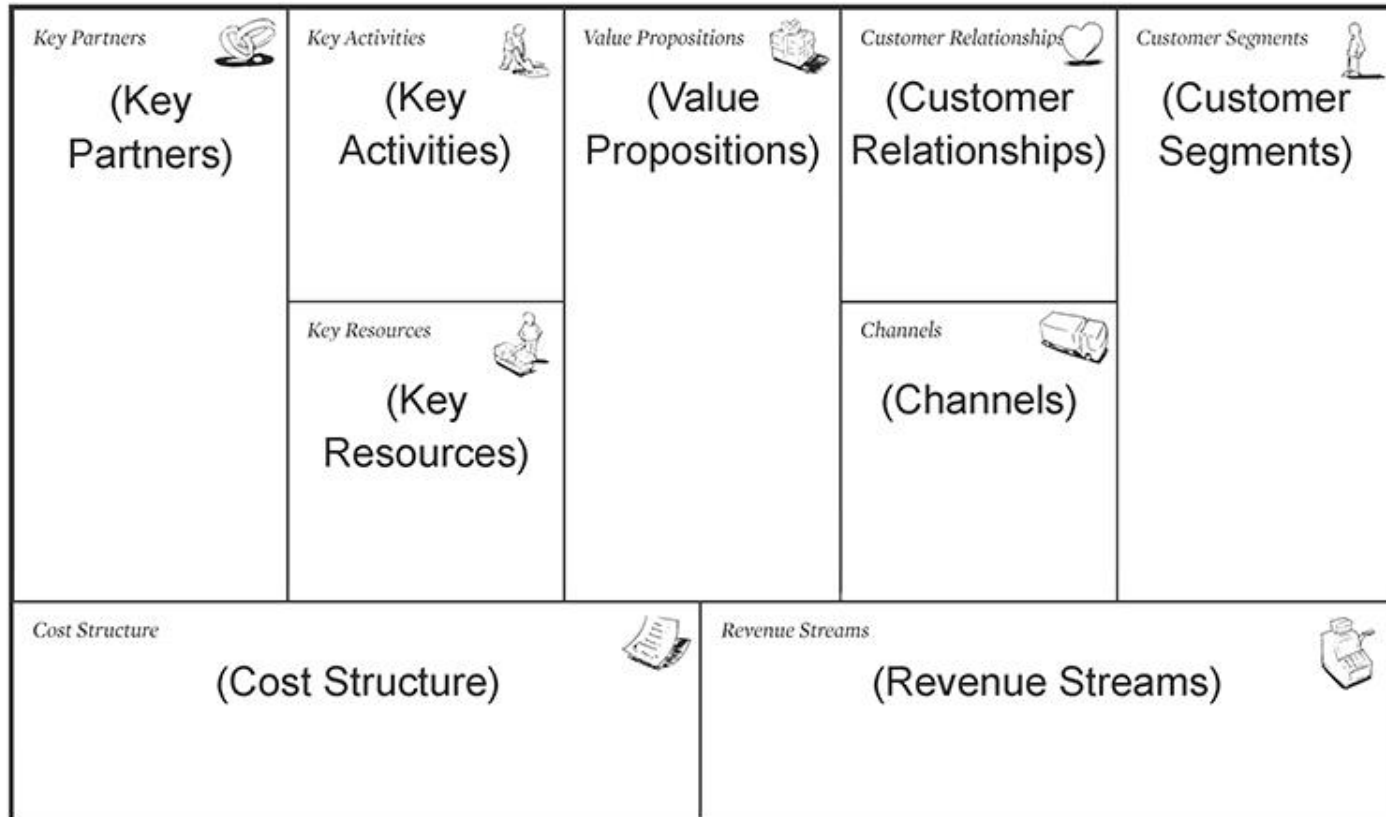 Key Partners
(Key
Partners)
Key Activities
(Key
Activities)
Key Resources
(Key
Resources)
Value Propositions
(Value
Propositions)
Customer Relationships
(Customer
Relationships)
Channels
(Channels)
Customer Segments
(Customer
Segments)
Cost Structure
(Cost Structure)
Revenue Streams
(Revenue Streams)